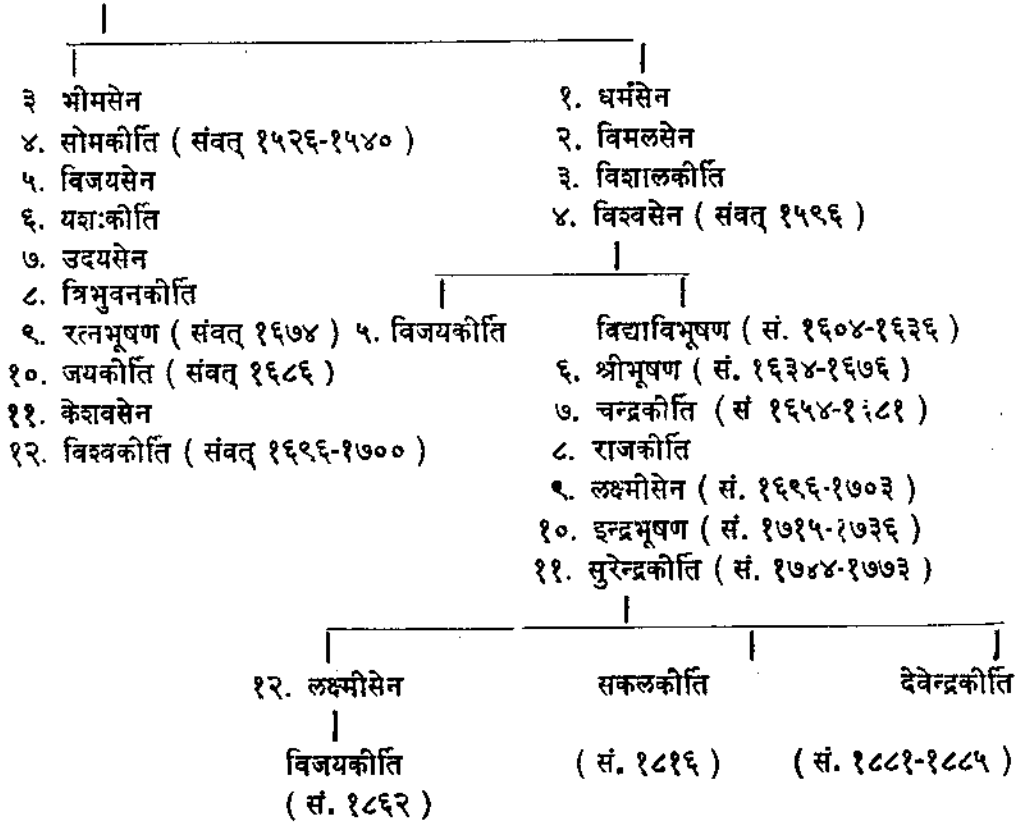 ३ भीमसेन १. धर्मसेन
४. सोमकीर्ति ( संवत् १५२६-१५४० ) २. विमलसेन
५. विजयसेन ३. विशालकीर्ति
६. यशःकीर्ति ४. विश्वसेन ( संवत् १५९६ )
७. उदयसेन
८. त्रिभुवनकीर्ति
९. रत्नभूषण ( संवत् १६७४ ) ५. विजयकीर्ति विद्याविभूषण ( सं. १६०४-१६३६ )
१०. जयकीर्ति ( संवत् १६८६ ) ६. श्रीभूषण ( सं. १६३४-१६७६ )
११. केशवसेन ७. चन्द्रकीर्ति ( सं १६५४-१६८१ )
१२. विश्वकीर्ति ( संवत् १६९६-१७०० ) ८. राजकीर्ति
९. लक्ष्मीसेन ( सं. १६९६-१७०३ )
१०. इन्द्रभूषण ( सं. १७१५-१७३६ )
११. सुरेन्द्रकीर्ति ( सं. १७४४-१७७३ )
१२. लक्ष्मीसेन सकलकीर्ति देवेन्द्रकीर्ति
विजयकीर्ति ( सं. १८१६ ) ( सं. १८८१-१८८५ )
( सं. १८६२ )